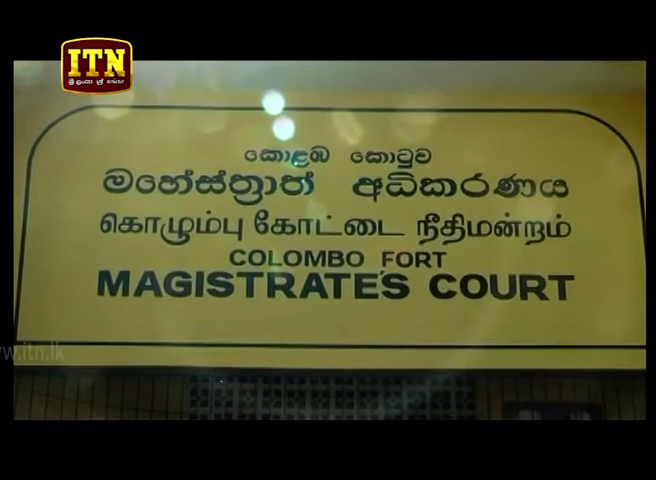 ITN
ශ්‍රී ලංකා ශ්‍රේ ඉංකා
කොළඹ කොටුව
මහේස්ත්‍රාත් අධිකරණය
கொழும்பு கோட்டை நீதிமன்றம்
COLOMBO FORT
MAGISTRATE'S COURT
www.itn.lk